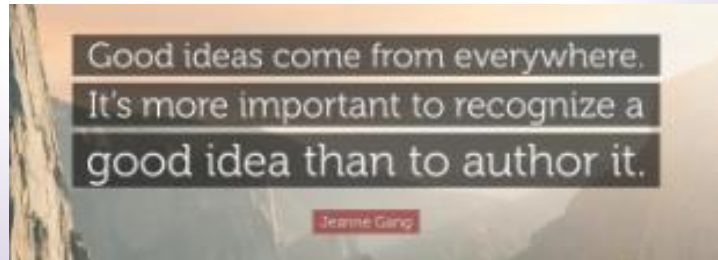 Good ideas come from everywhere.
It's more important to recognize a
good idea than to author it.
Jeanne Gang